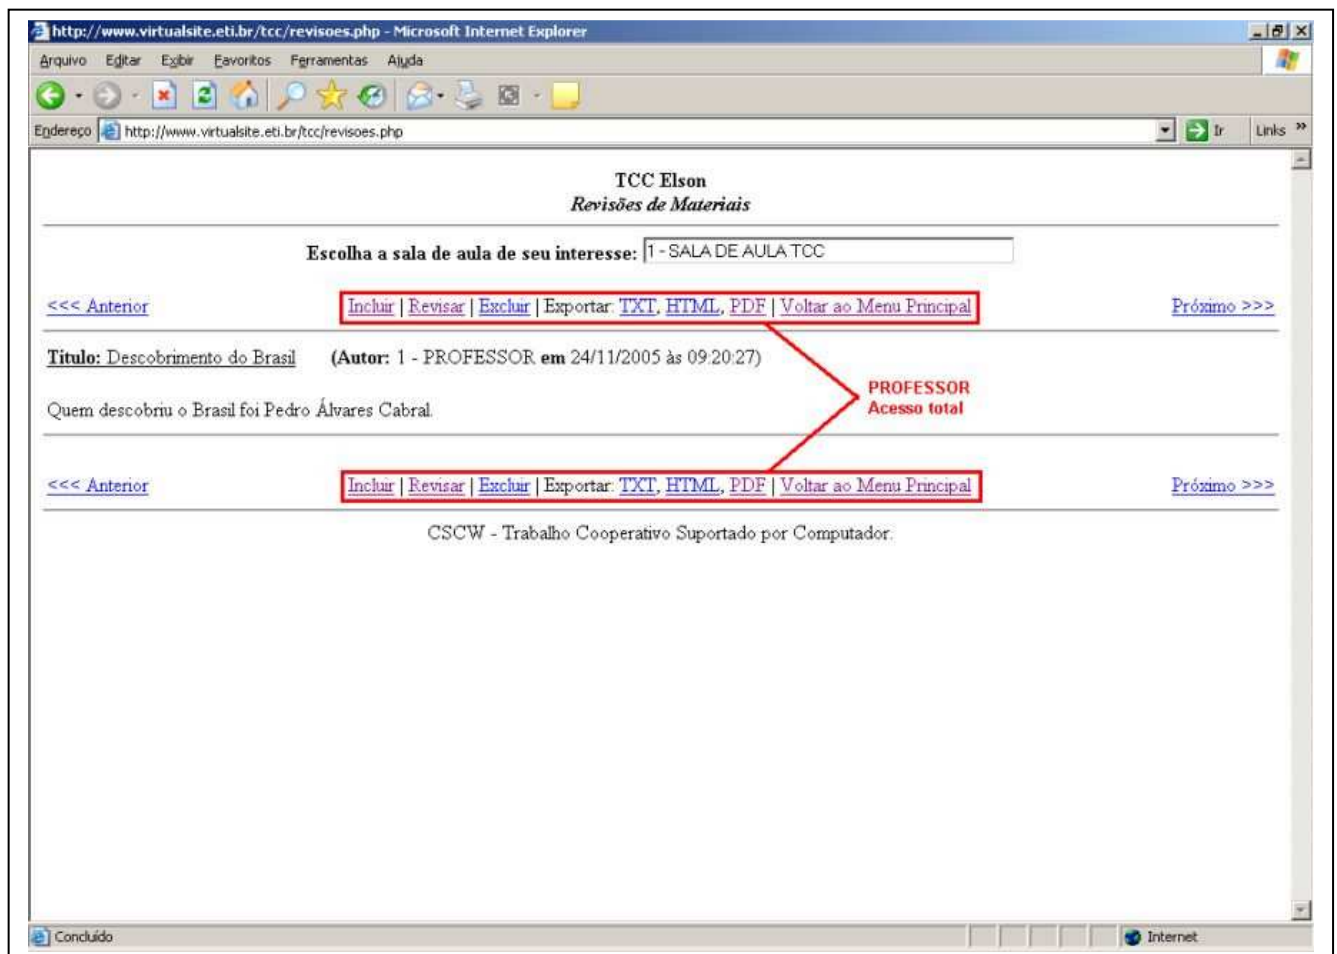 http://www.virtualsite.eti.br/tcc/revisoes.php - Microsoft Internet Explorer
Arquivo Editar Exibir Favoritos Ferramentas Ajuda
Endereço http://www.virtualsite.eti.br/tcc/revisoes.php Ir Links »
TCC Elson
Revisões de Materiais
Escolha a sala de aula de seu interesse: 1 - SALA DE AULA TCC
<<< Anterior Incluir | Revisar | Excluir | Exportar: TXT, HTML, PDF | Voltar ao Menu Principal Próximo >>>
Titulo: Descobrimento do Brasil (Autor: 1 - PROFESSOR em 24/11/2005 às 09:20:27)
PROFESSOR
Acesso total
Quem descobriu o Brasil foi Pedro Álvares Cabral.
<<< Anterior Incluir | Revisar | Excluir | Exportar: TXT, HTML, PDF | Voltar ao Menu Principal Próximo >>>
CSCW - Trabalho Cooperativo Suportado por Computador.
Concluído Internet